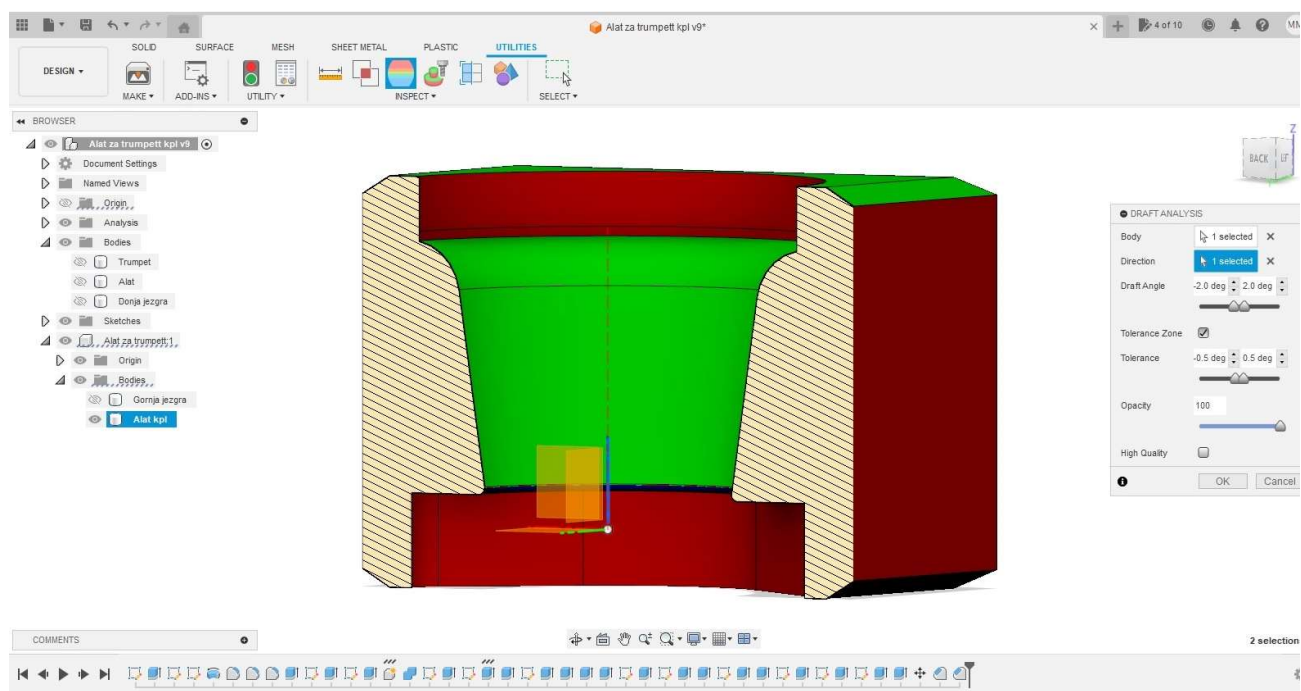 Alat za trumpett kpl v9*
4 of 10
MM
SOLID SURFACE MESH SHEET METAL PLASTIC UTILITIES
DESIGN
MAKE ADD-INS UTILITY INSPECT SELECT
BROWSER
Alat za trumpett kpl v9
Document Settings
Named Views
Origin
Analysis
Bodies
Trumpet
Alat
Donja jezgra
Sketches
Alat za trumpett:1
Origin
Bodies
Gornja jezgra
Alat kpl
Z
BACK
DRAFT ANALYSIS
Body 1 selected
Direction 1 selected
Draft Angle -2.0 deg 2.0 deg
Tolerance Zone
Tolerance -0.5 deg 0.5 deg
Opacity 100
High Quality
OK Cancel
COMMENTS
2 selection